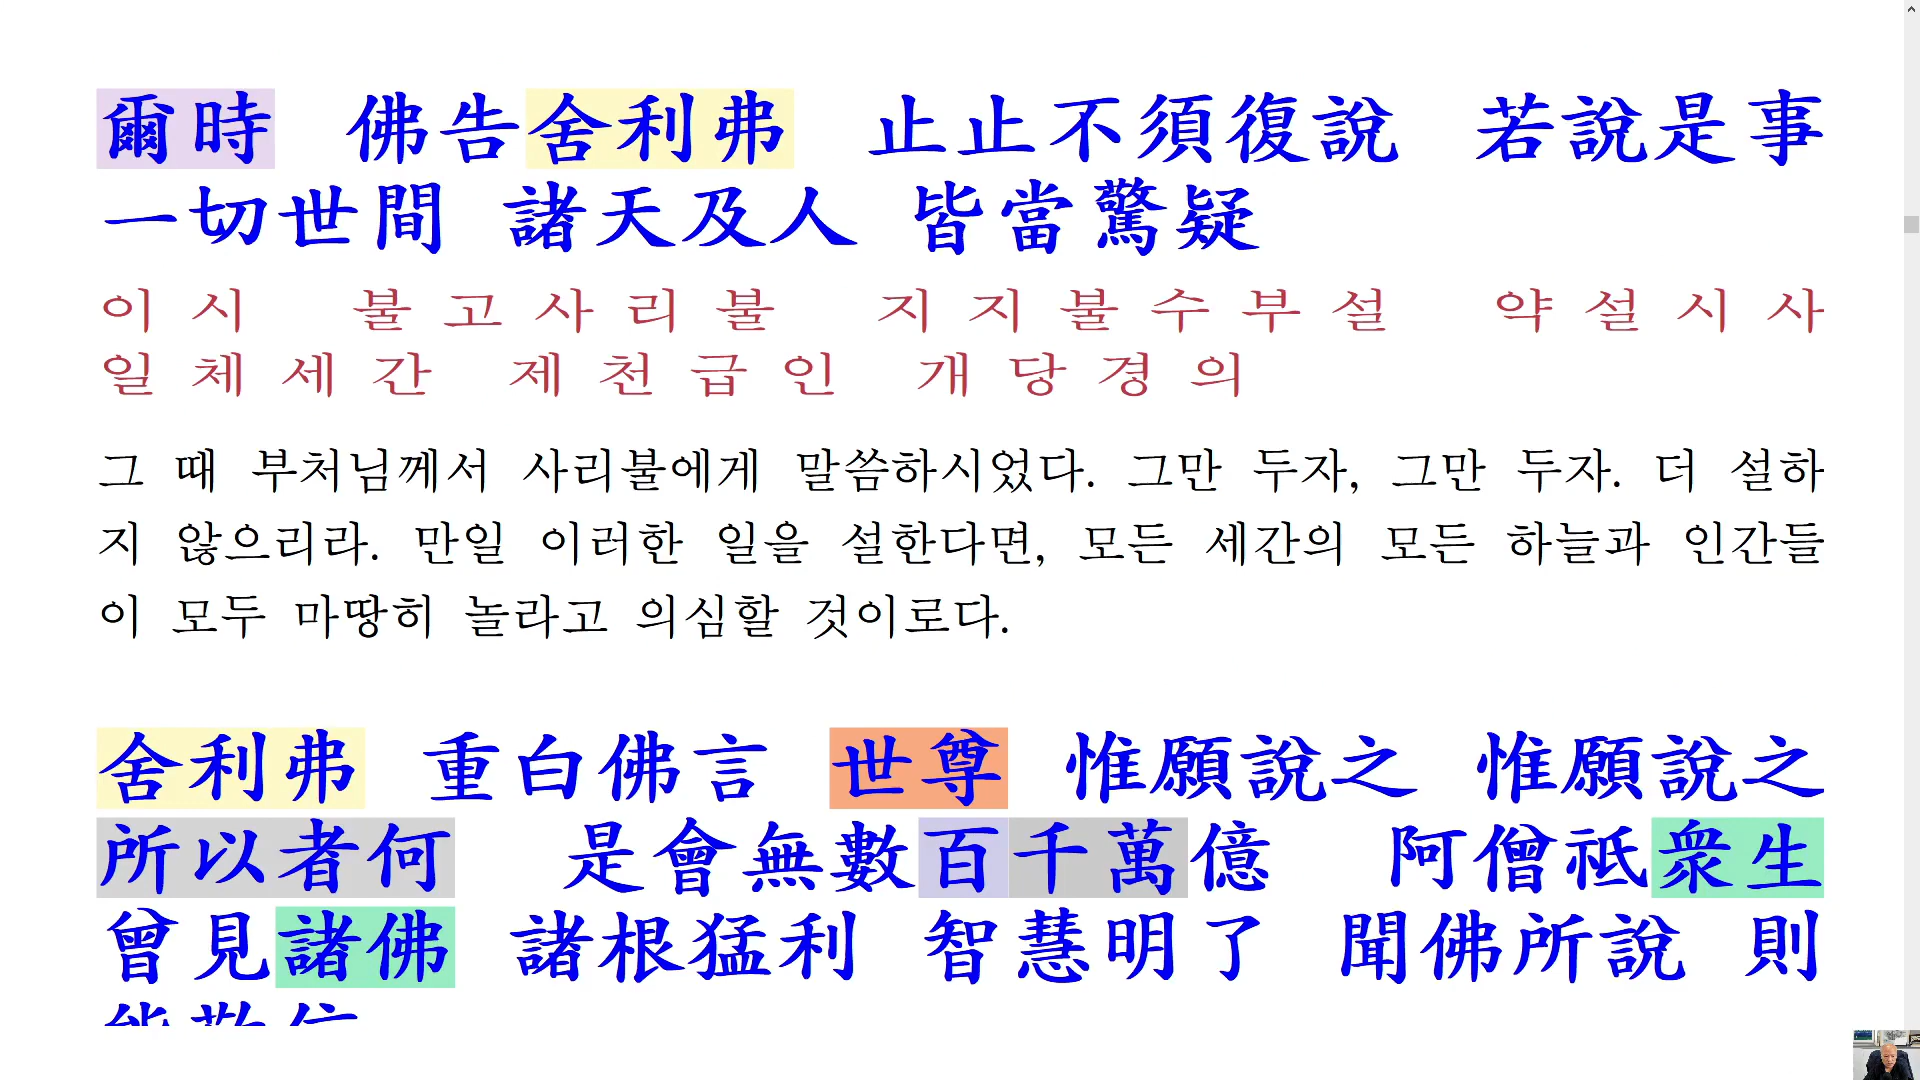 爾時 佛告舍利弗 止止不須復說 若說是事
一切世間 諸天及人 皆當驚疑
이시 불고사리불 지지불수부설 약설시사
일체세간 제천급인 개당경의
그 때 부처님께서 사리불에게 말씀하시었다. 그만 두자, 그만 두자. 더 설하
지 않으리라. 만일 이러한 일을 설한다면, 모든 세간의 모든 하늘과 인간들
이 모두 마땅히 놀라고 의심할 것이로다.
舍利弗 重白佛言 世尊 惟願說之 惟願說之
所以者何 是會無數百千萬億 阿僧祇衆生
曾見諸佛 諸根猛利 智慧明了 聞佛所說 則